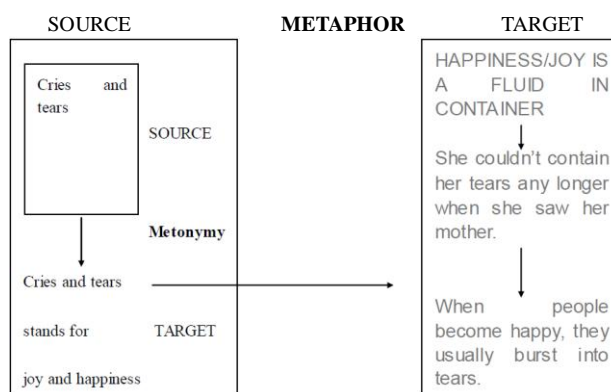 SOURCE METAPHOR TARGET
Cries and
tears
SOURCE
Metonymy
Cries and tears
stands for TARGET
joy and happiness
HAPPINESS/JOY IS
A FLUID IN
CONTAINER
She couldn't contain
her tears any longer
when she saw her
mother.
When people
become happy, they
usually burst into
tears.